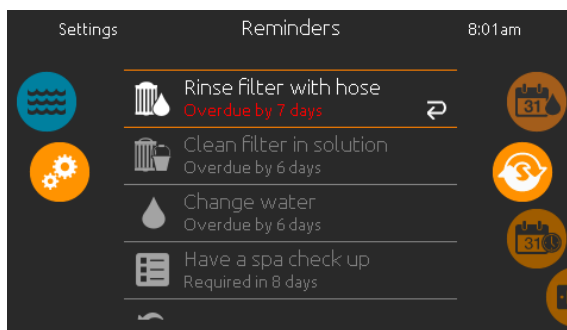 Settings
Reminders
8:01am
Rinse filter with hose
Overdue by 7 days
31
Clean filter in solution
Overdue by 6 days
Change water
Overdue by 6 days
31
Have a spa check up
Required in 8 days